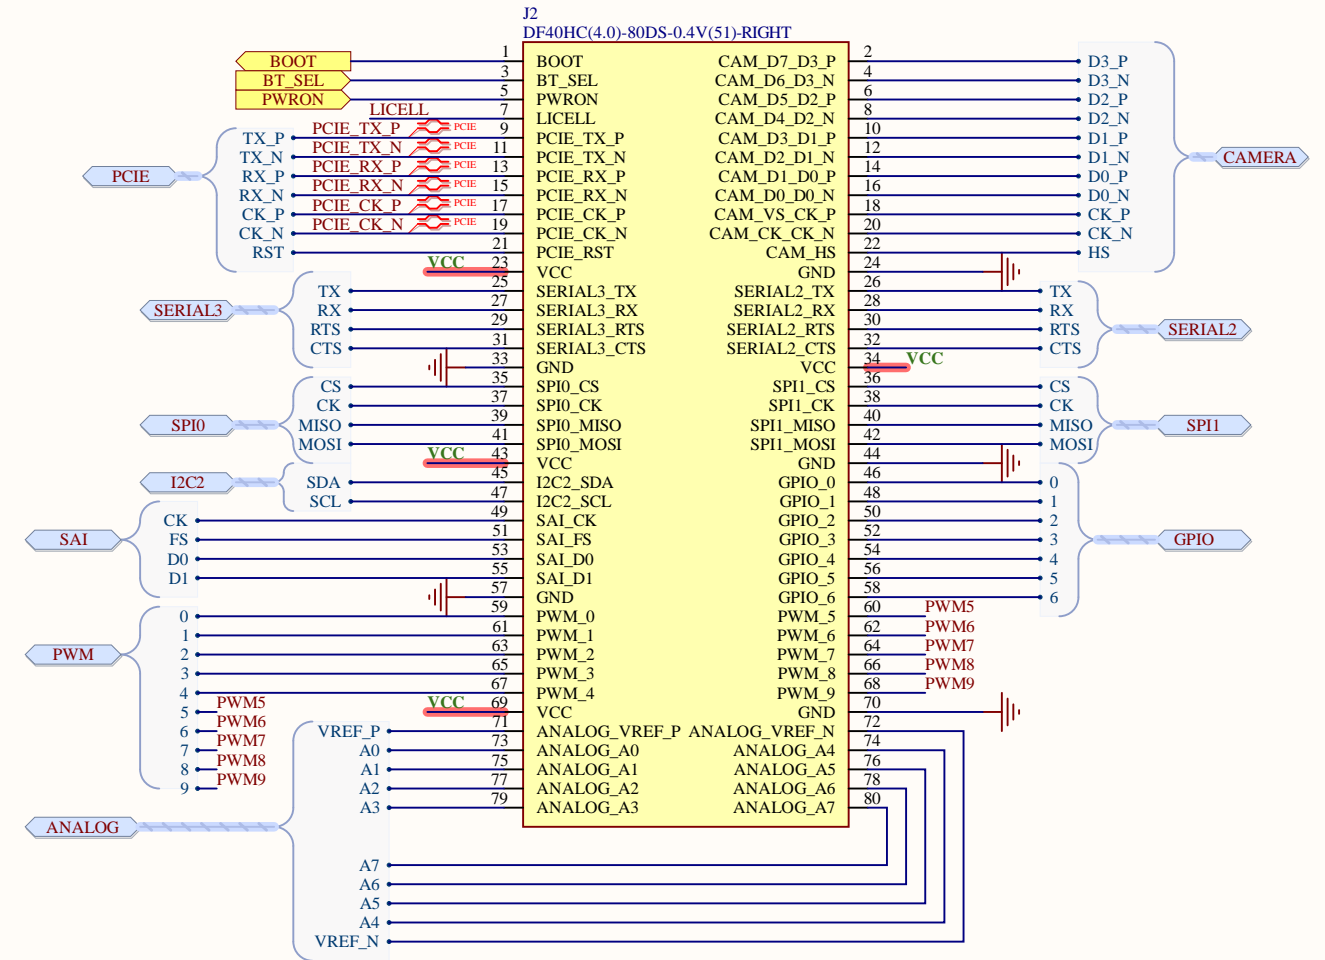 J2
DF40HC(4.0)-80DS-0.4V(51)-RIGHT
BOOT 1 BOOT CAM_D7_D3_P 2 D3_P
BT_SEL 3 BT_SEL CAM_D6_D3_N 4 D3_N
PWRON 5 PWRON CAM_D5_D2_P 6 D2_P
LICELL 7 LICELL CAM_D4_D2_N 8 D2_N
TX_P PCIE_TX_P PCIE 9 PCIE_TX_P CAM_D3_D1_P 10 D1_P
TX_N PCIE_TX_N PCIE 11 PCIE_TX_N CAM_D2_D1_N 12 D1_N CAMERA
PCIE RX_P PCIE_RX_P PCIE 13 PCIE_RX_P CAM_D1_D0_P 14 D0_P
RX_N PCIE_RX_N PCIE 15 PCIE_RX_N CAM_D0_D0_N 16 D0_N
CK_P PCIE_CK_P PCIE 17 PCIE_CK_P CAM_VS_CK_P 18 CK_P
CK_N PCIE_CK_N PCIE 19 PCIE_CK_N CAM_CK_CK_N 20 CK_N
RST 21 PCIE_RST CAM_HS 22 HS
VCC 23 VCC GND 24
TX 25 SERIAL3_TX SERIAL2_TX 26 TX
SERIAL3 RX 27 SERIAL3_RX SERIAL2_RX 28 RX
RTS 29 SERIAL3_RTS SERIAL2_RTS 30 RTS SERIAL2
CTS 31 SERIAL3_CTS SERIAL2_CTS 32 CTS
33 GND VCC 34 VCC
CS 35 SPI0_CS SPI1_CS 36 CS
CK 37 SPI0_CK SPI1_CK 38 CK
SPI0 MISO 39 SPI0_MISO SPI1_MISO 40 MISO SPI1
MOSI 41 SPI0_MOSI SPI1_MOSI 42 MOSI
VCC 43 VCC GND 44
I2C2 SDA 45 I2C2_SDA GPIO_0 46 0
SCL 47 I2C2_SCL GPIO_1 48 1
CK 49 SAI_CK GPIO_2 50 2
SAI FS 51 SAI_FS GPIO_3 52 3 GPIO
D0 53 SAI_D0 GPIO_4 54 4
D1 55 SAI_D1 GPIO_5 56 5
57 GND GPIO_6 58 6
0 59 PWM_0 PWM_5 60 PWM5
1 61 PWM_1 PWM_6 62 PWM6
PWM 2 63 PWM_2 PWM_7 64 PWM7
3 65 PWM_3 PWM_8 66 PWM8
4 67 PWM_4 PWM_9 68 PWM9
5 PWM5 VCC 69 VCC GND 70
6 PWM6 VREF_P 71 ANALOG_VREF_P ANALOG_VREF_N 72
7 PWM7 A0 73 ANALOG_A0 ANALOG_A4 74
8 PWM8 A1 75 ANALOG_A1 ANALOG_A5 76
9 PWM9 A2 77 ANALOG_A2 ANALOG_A6 78
A3 79 ANALOG_A3 ANALOG_A7 80
ANALOG
A7
A6
A5
A4
VREF_N